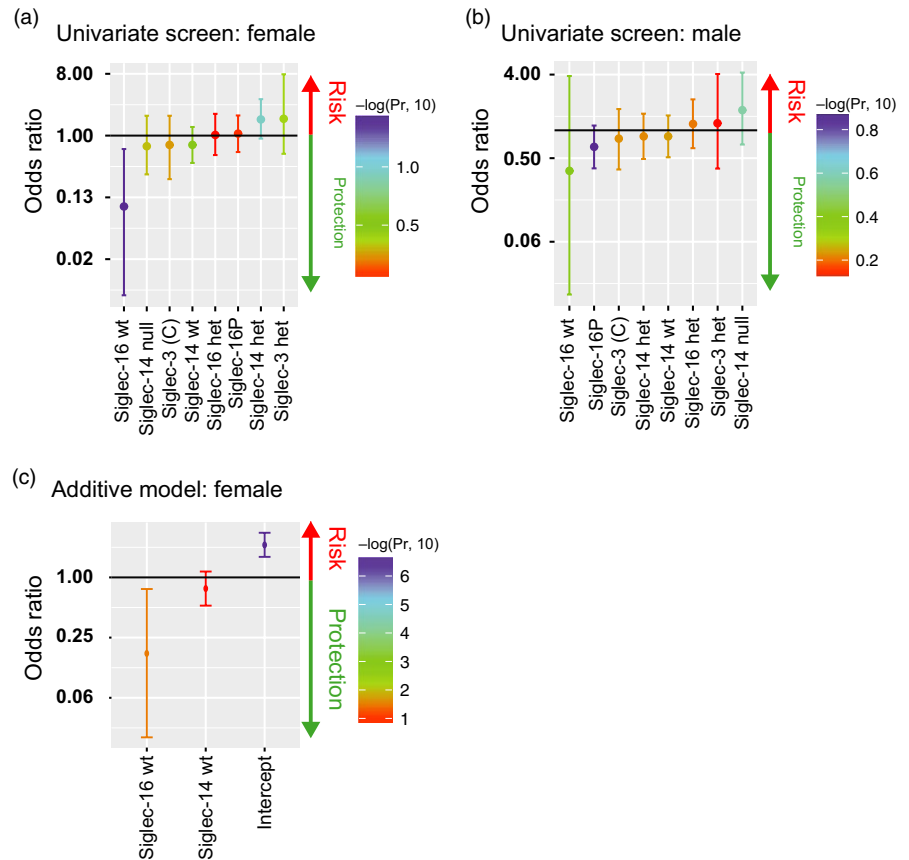 (a)
Univariate screen: female
Odds ratio
8.00
1.00
0.13
0.02
Siglec-16 wt
Siglec-14 null
Siglec-3 (C)
Siglec-14 wt
Siglec-16 het
Siglec-16P
Siglec-14 het
Siglec-3 het
Risk
Protection
–log(Pr, 10)
1.0
0.5
(b)
Univariate screen: male
Odds ratio
4.00
0.50
0.06
Siglec-16 wt
Siglec-16P
Siglec-3 (C)
Siglec-14 het
Siglec-14 wt
Siglec-16 het
Siglec-3 het
Siglec-14 null
Risk
Protection
–log(Pr, 10)
0.8
0.6
0.4
0.2
(c)
Additive model: female
Odds ratio
1.00
0.25
0.06
Siglec-16 wt
Siglec-14 wt
Intercept
Risk
Protection
–log(Pr, 10)
6
5
4
3
2
1